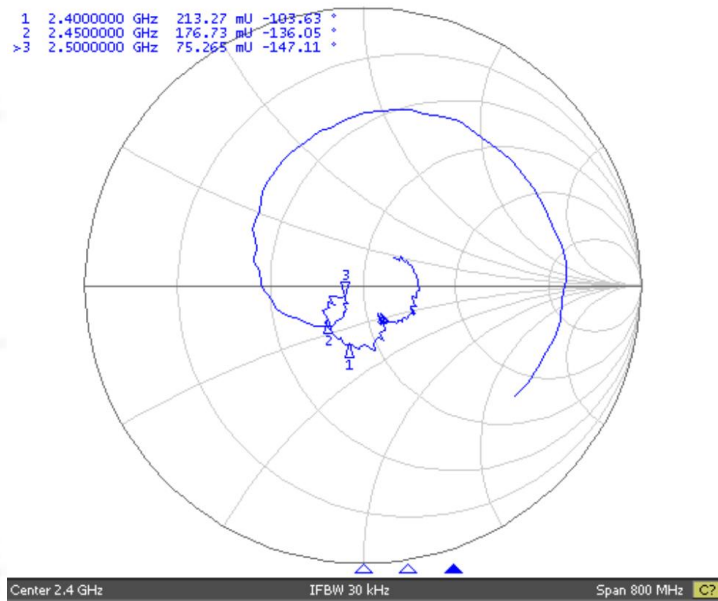 1 2.4000000 GHz 213.27 mU -103.63 °
2 2.4500000 GHz 176.73 mU -136.05 °
>3 2.5000000 GHz 75.265 mU -147.11 °
3
2
1
Center 2.4 GHz IFBW 30 kHz Span 800 MHz C?